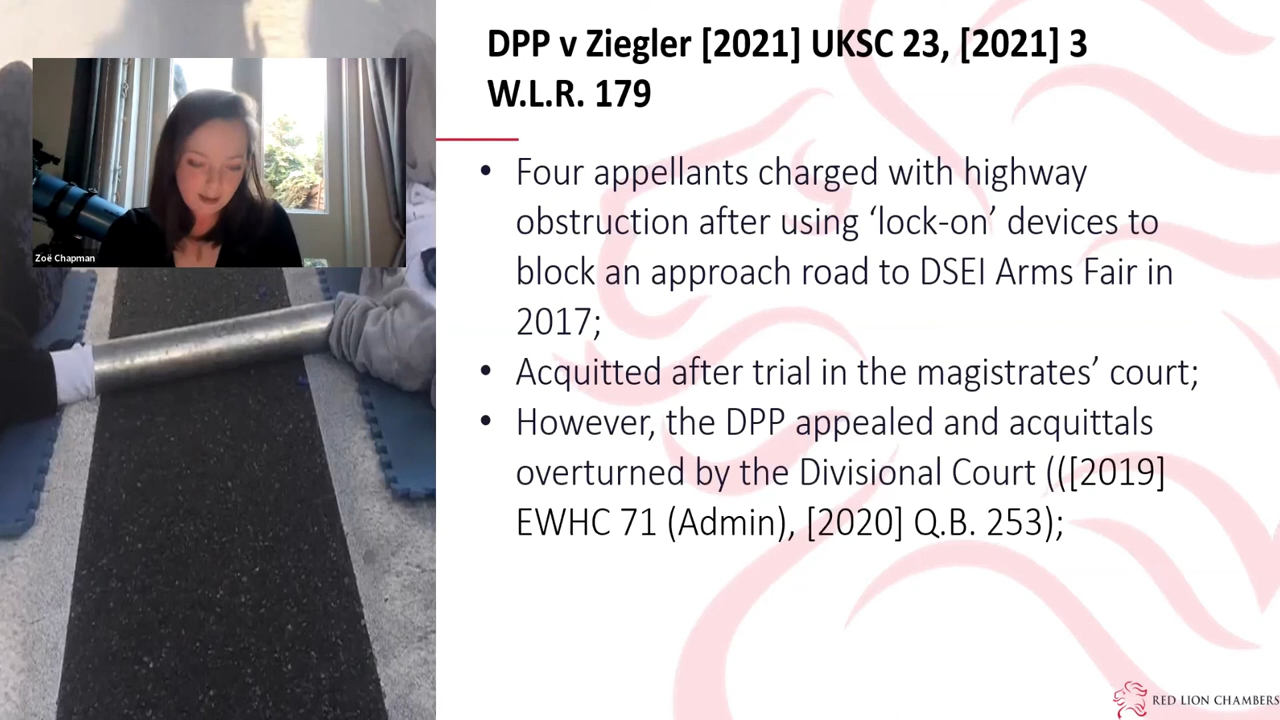 DPP v Ziegler [2021] UKSC 23, [2021] 3
W.L.R. 179
• Four appellants charged with highway
obstruction after using ‘lock-on’ devices to
block an approach road to DSEI Arms Fair in
2017;
• Acquitted after trial in the magistrates’ court;
• However, the DPP appealed and acquittals
overturned by the Divisional Court (([2019]
EWHC 71 (Admin), [2020] Q.B. 253);
Zoë Chapman
RED LION CHAMBERS